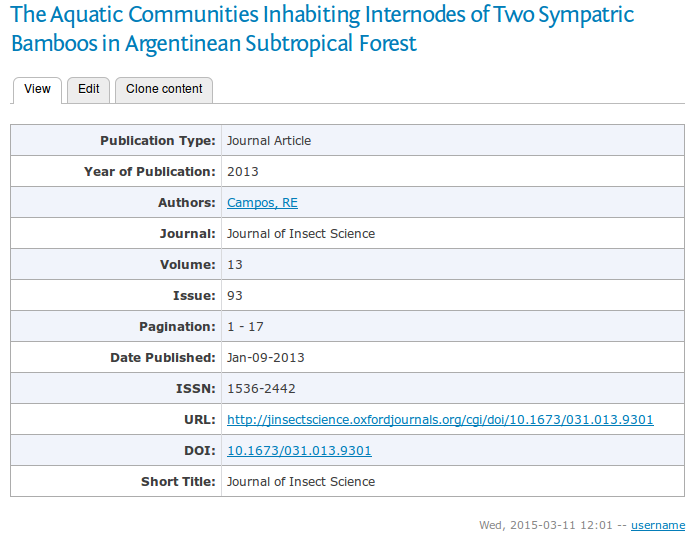 The Aquatic Communities Inhabiting Internodes of Two Sympatric
Bamboos in Argentinean Subtropical Forest
View Edit Clone content
Publication Type: Journal Article
Year of Publication: 2013
Authors: Campos, RE
Journal: Journal of Insect Science
Volume: 13
Issue: 93
Pagination: 1 - 17
Date Published: Jan-09-2013
ISSN: 1536-2442
URL: http://jinsectscience.oxfordjournals.org/cgi/doi/10.1673/031.013.9301
DOI: 10.1673/031.013.9301
Short Title: Journal of Insect Science
Wed, 2015-03-11 12:01 -- username